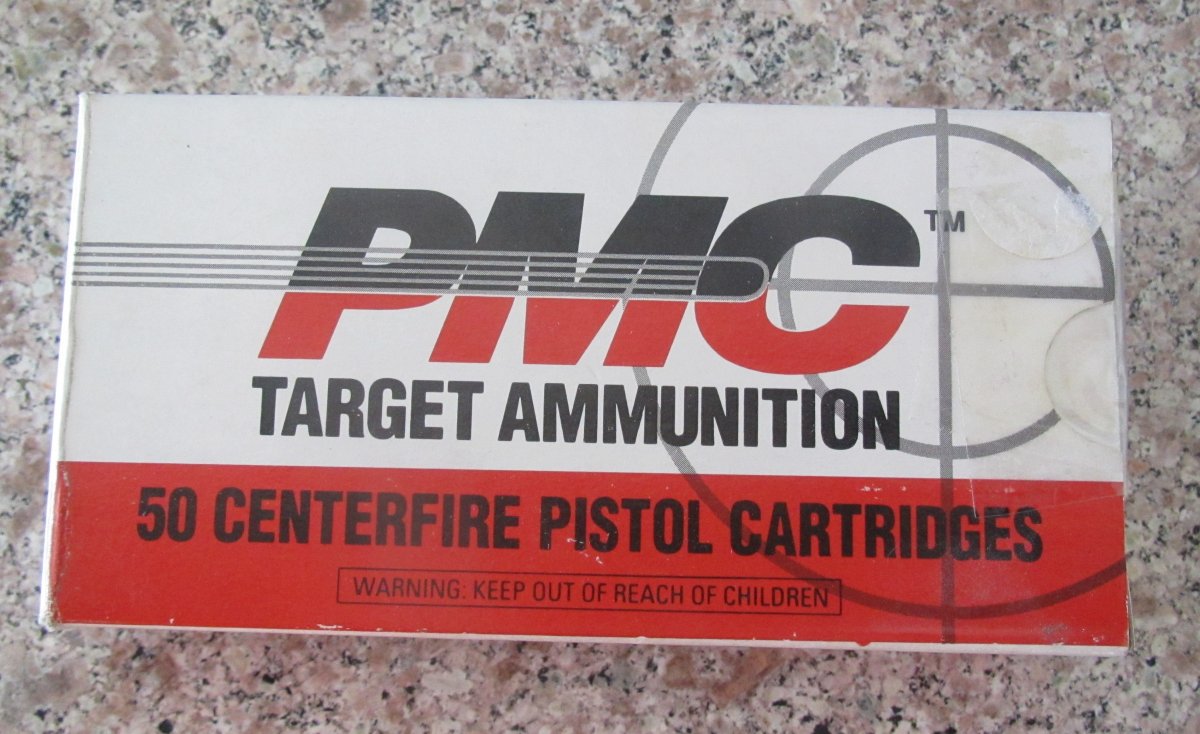 PMC™
TARGET AMMUNITION
50 CENTERFIRE PISTOL CARTRIDGES
WARNING: KEEP OUT OF REACH OF CHILDREN